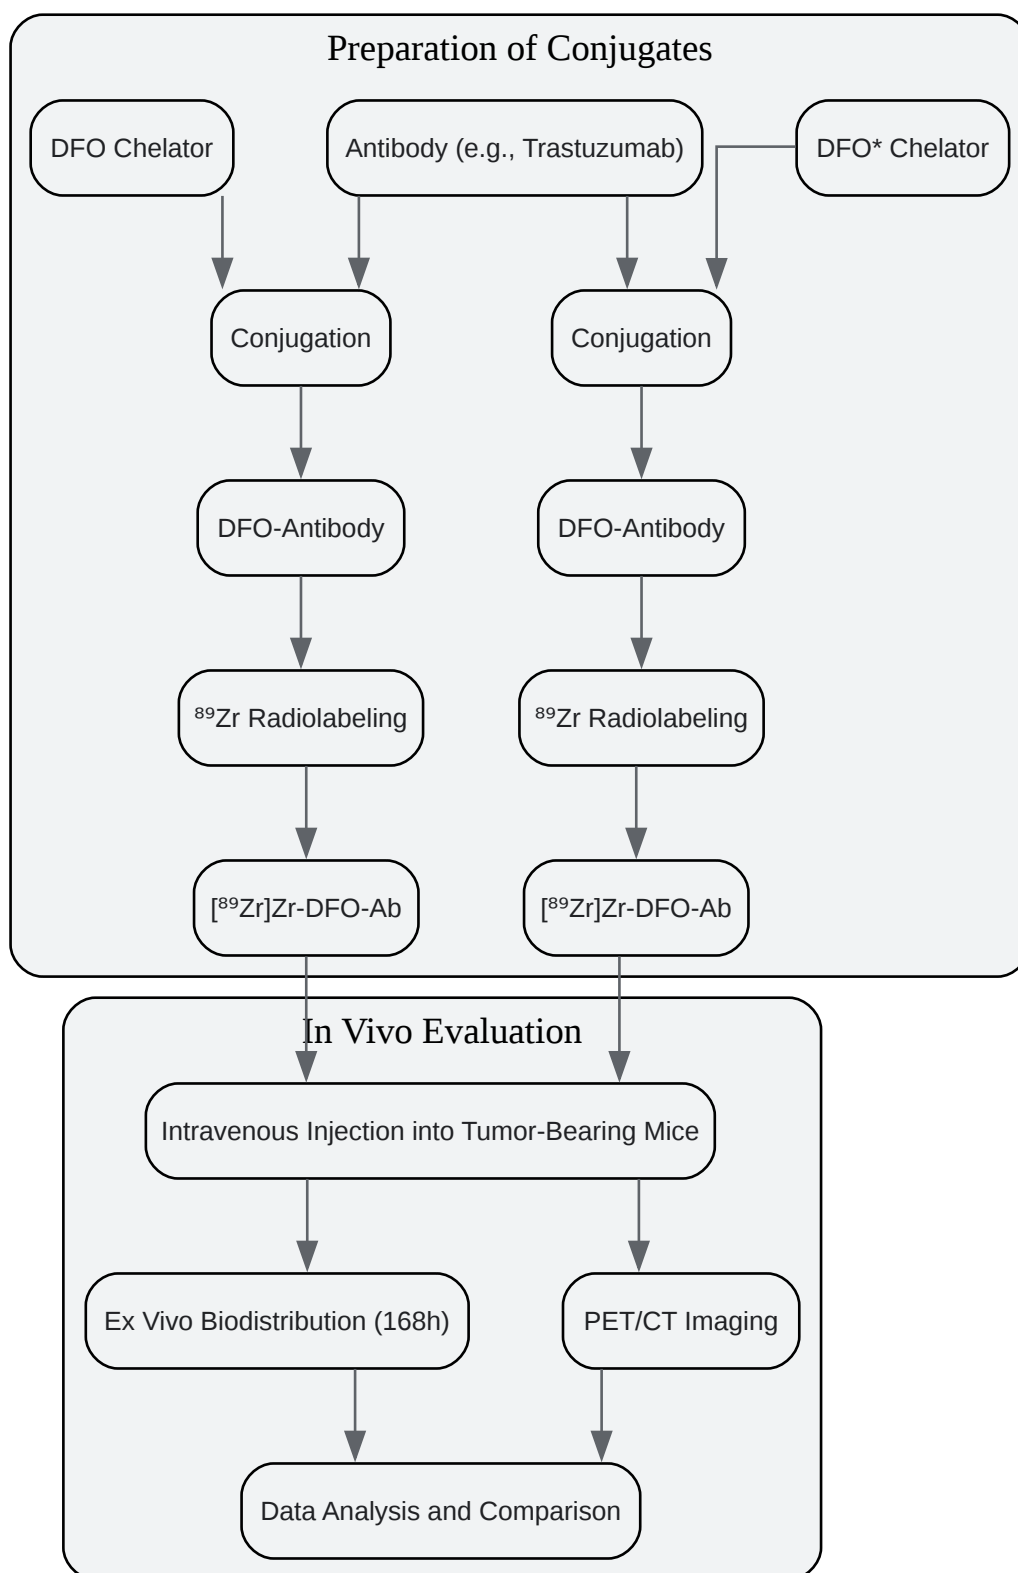 Preparation of Conjugates
DFO Chelator
Antibody (e.g., Trastuzumab)
DFO* Chelator
Conjugation
Conjugation
DFO-Antibody
DFO-Antibody
⁸⁹Zr Radiolabeling
⁸⁹Zr Radiolabeling
[⁸⁹Zr]Zr-DFO-Ab
[⁸⁹Zr]Zr-DFO-Ab
In Vivo Evaluation
Intravenous Injection into Tumor-Bearing Mice
Ex Vivo Biodistribution (168h)
PET/CT Imaging
Data Analysis and Comparison